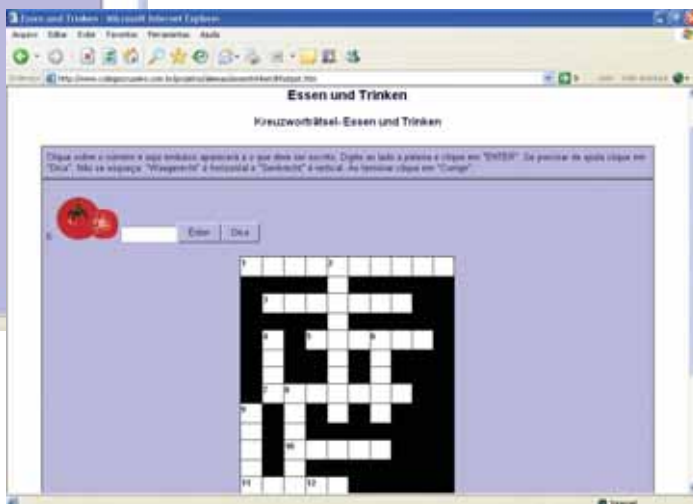 Essen und Trinken - Microsoft Internet Explorer
Arquivo Editar Exibir Favoritos Ferramentas Ajuda
Essen und Trinken
Kreuzworträtsel- Essen und Trinken
Clique sobre o número e aqui embaixo aparecerá a o que deve ser escrito. Digite ao lado a palavra e clique em "ENTER". Se precisar de ajuda clique em
"Dica". Não se esqueça: "Waagerecht" é horizontal e "Senkrecht" é vertical. Ao terminar clique em "Corrigir".
Enter Dica
1 2
3
4 5 6
7 8
9
10
11 12
Internet